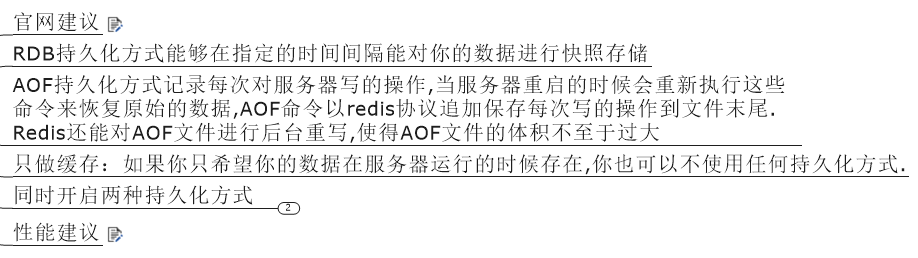 官网建议
RDB持久化方式能够在指定的时间间隔能对你的数据进行快照存储
AOF持久化方式记录每次对服务器写的操作,当服务器重启的时候会重新执行这些
命令来恢复原始的数据,AOF命令以redis协议追加保存每次写的操作到文件末尾.
Redis还能对AOF文件进行后台重写,使得AOF文件的体积不至于过大
只做缓存：如果你只希望你的数据在服务器运行的时候存在,你也可以不使用任何持久化方式.
同时开启两种持久化方式
2
性能建议